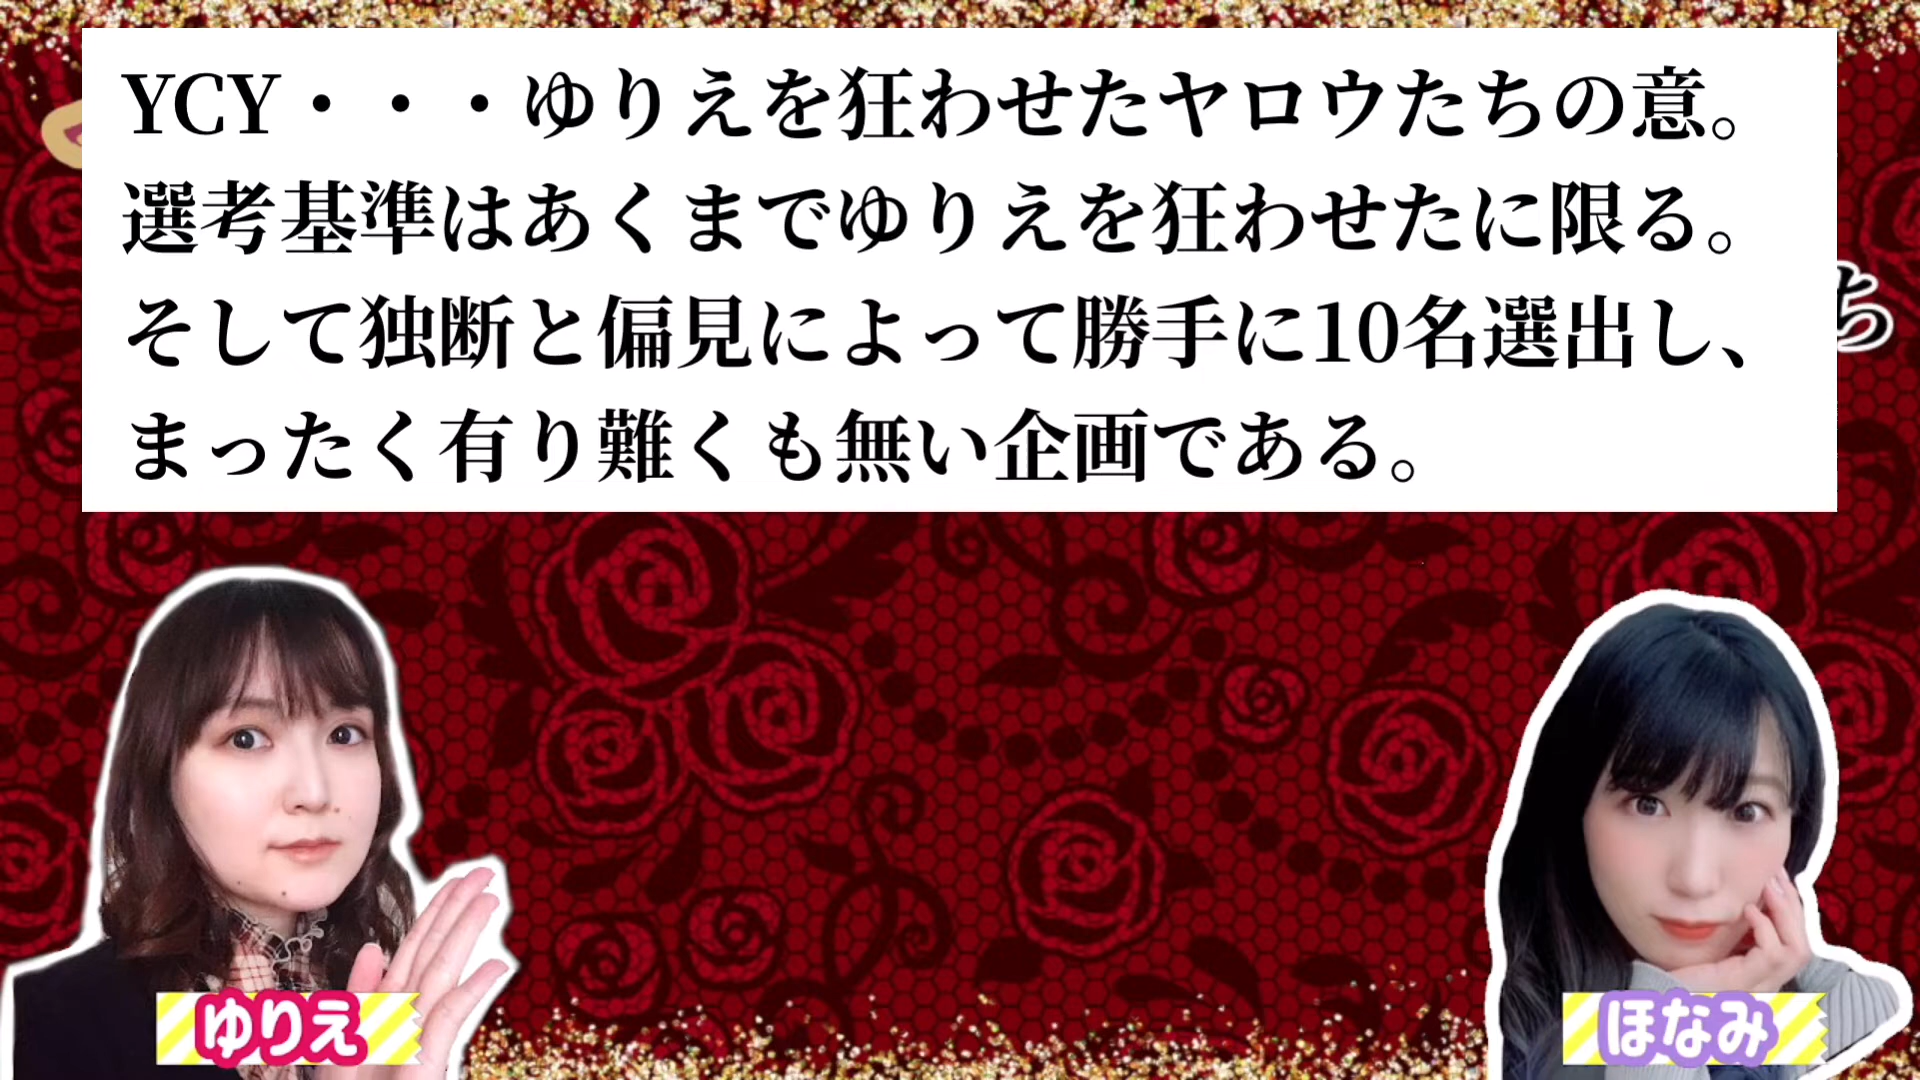 YCY・・・ゆりえを狂わせたヤロウたちの意。
選考基準はあくまでゆりえを狂わせたに限る。
そして独断と偏見によって勝手に10名選出し、
まったく有り難くも無い企画である。
ち
ゆりえ
ほなみ